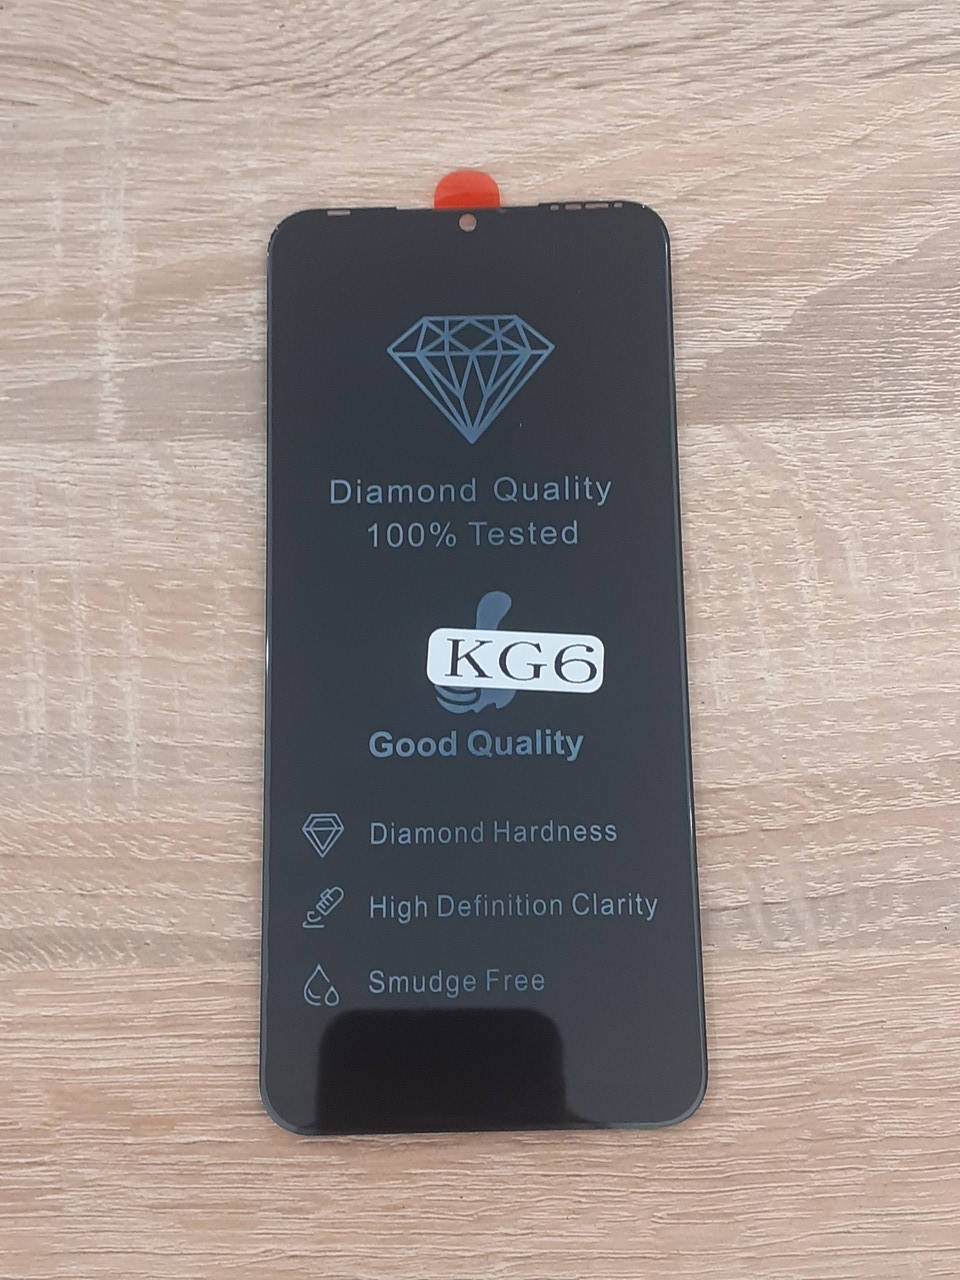 Diamond Quality
100% Tested
KG6
Good Quality
Diamond Hardness
High Definition Clarity
Smudge Free